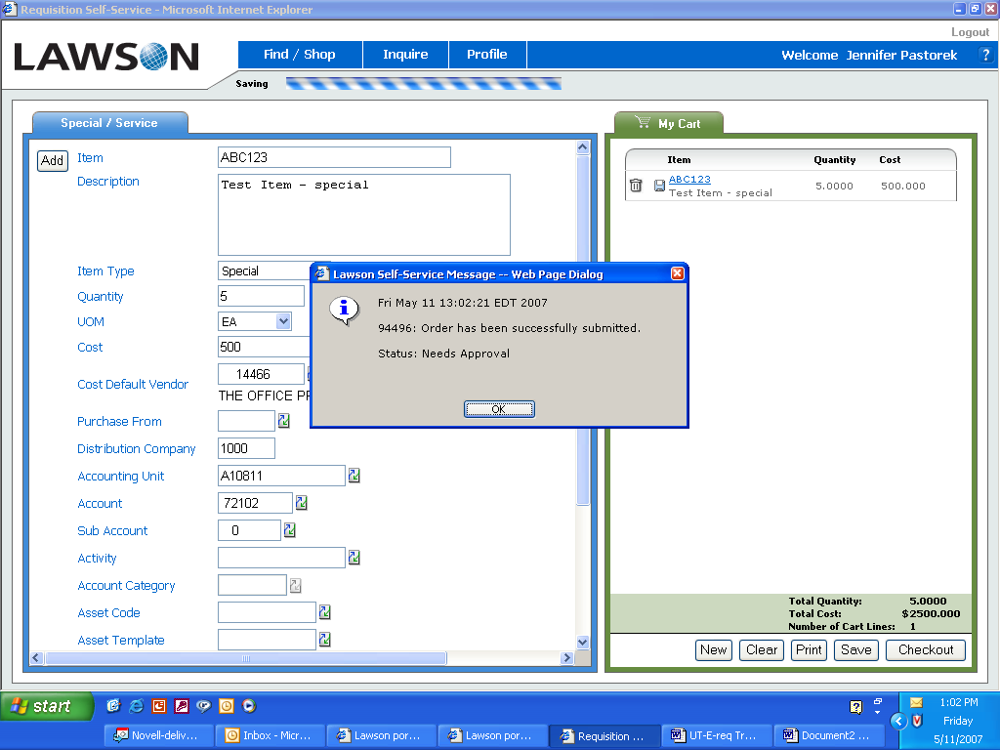 Requisition Self-Service - Microsoft Internet Explorer
Logout
LAWSON
Find / Shop
Inquire
Profile
Welcome Jennifer Pastorek
?
Saving
Special / Service
My Cart
Add
Item
ABC123
Description
Test Item - special
Item Type
Special
Quantity
5
UOM
EA
Cost
500
Cost Default Vendor
14466
THE OFFICE
Purchase From
Distribution Company
1000
Accounting Unit
A10811
Account
72102
Sub Account
0
Activity
Account Category
Asset Code
Asset Template
Item Quantity Cost
ABC123
Test Item - special
5.0000 500.000
Lawson Self-Service Message -- Web Page Dialog
Fri May 11 13:02:21 EDT 2007
94496: Order has been successfully submitted.
Status: Needs Approval
OK
Total Quantity: 5.0000
Total Cost: $2500.000
Number of Cart Lines: 1
New
Clear
Print
Save
Checkout
start
Novell-deliv...
Inbox - Micr...
Lawson por...
Lawson por...
Requisition ...
UT-E-req Tr...
Document2 ...
1:02 PM
Friday
5/11/2007